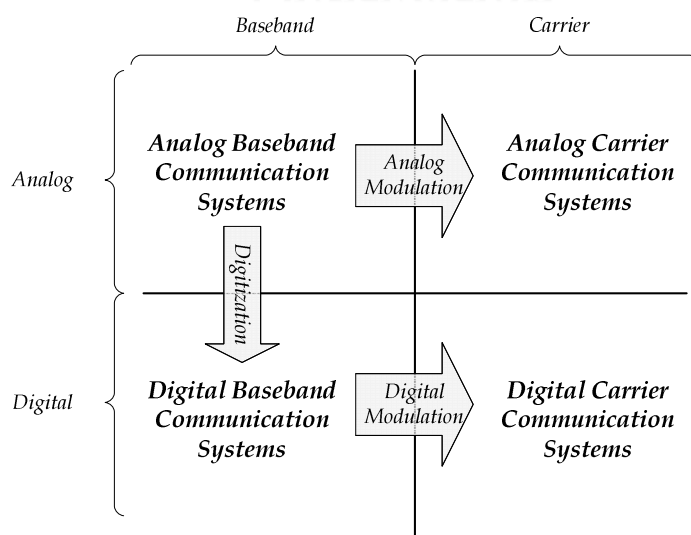 Baseband
Carrier
Analog
Analog Baseband
Communication
Systems
Analog
Modulation
Analog Carrier
Communication
Systems
Digitization
Digital
Digital Baseband
Communication
Systems
Digital
Modulation
Digital Carrier
Communication
Systems